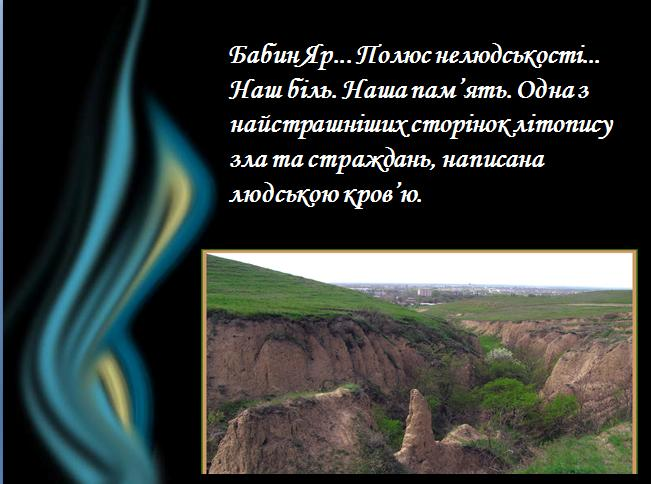 Бабин Яр... Полюс нелюдськості...
Наш біль. Наша пам’ять. Одна з
найстрашніших сторінок літопису
зла та страждань, написана
людською кров’ю.